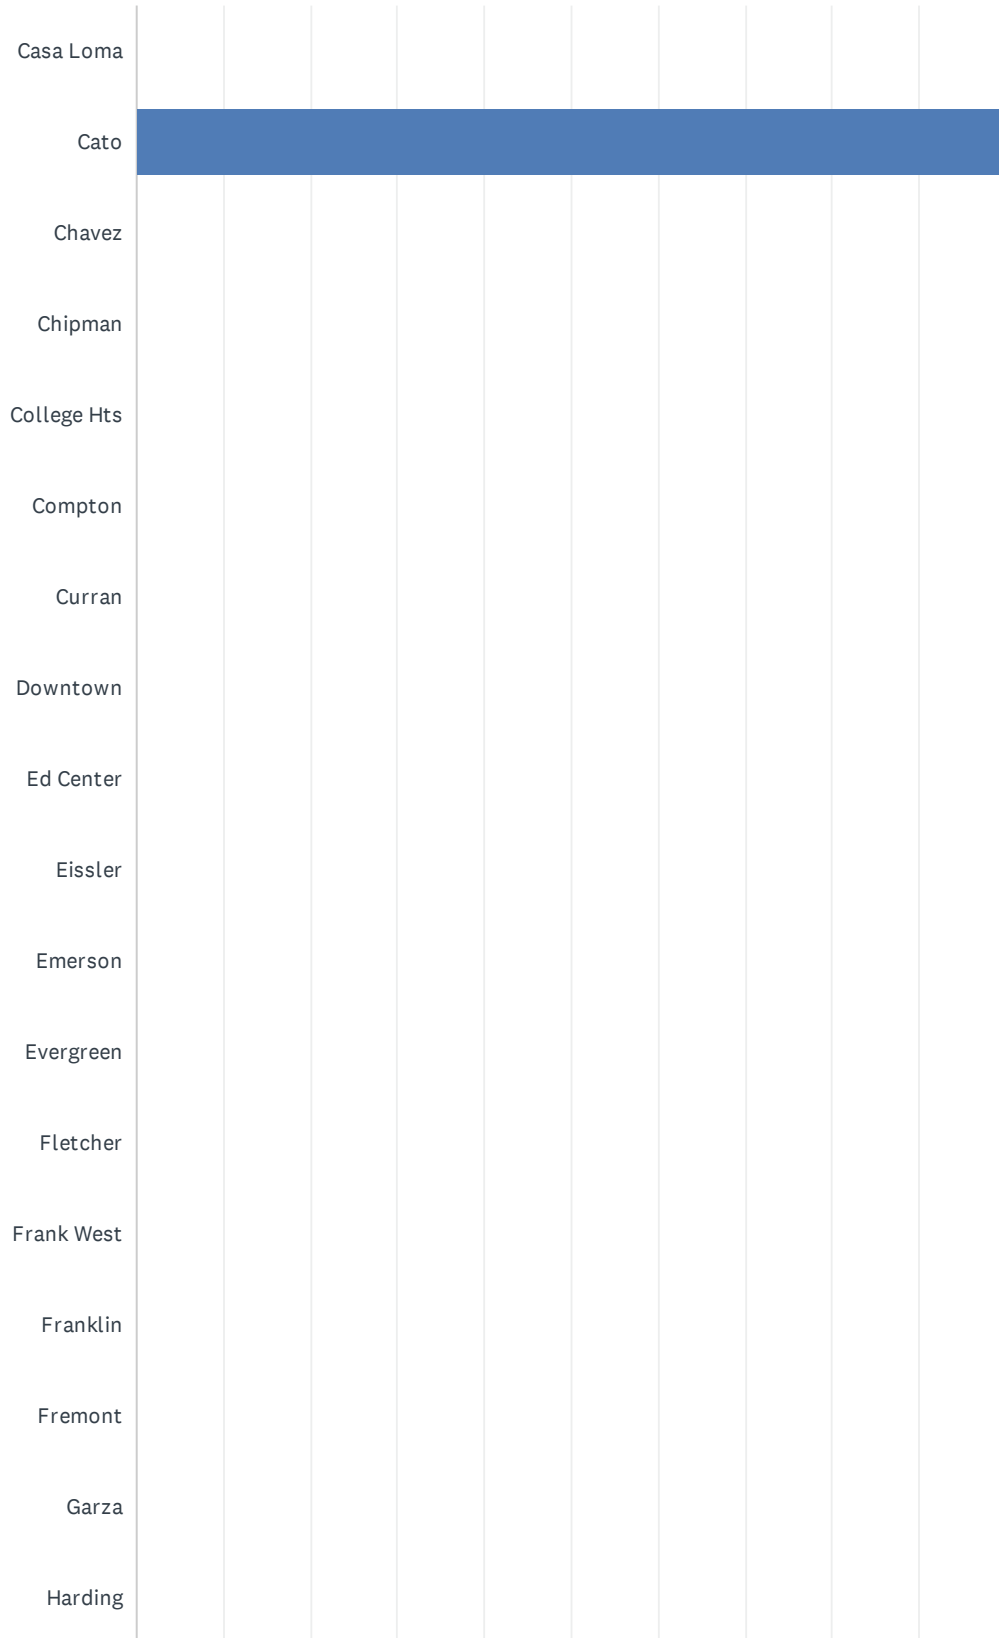 Casa Loma
Cato
Chavez
Chipman
College Hts
Compton
Curran
Downtown
Ed Center
Eissler
Emerson
Evergreen
Fletcher
Frank West
Franklin
Fremont
Garza
Harding